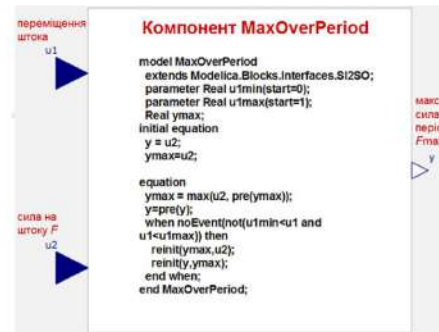 переміщення
штока
u1
Компонент MaxOverPeriod
model MaxOverPeriod
extends Modelica.Blocks.Interfaces.SI2SO;
parameter Real u1min(start=0);
parameter Real u1max(start=1);
Real ymax;
initial equation
y = u2;
ymax=u2;
equation
ymax = max(u2, pre(ymax));
y=pre(y);
when noEvent(not(u1min<u1 and
u1<u1max)) then
reinit(ymax,u2);
reinit(y,ymax);
end when;
end MaxOverPeriod;
сила на
штоку F
u2
макс
сила
пері
Fma
y